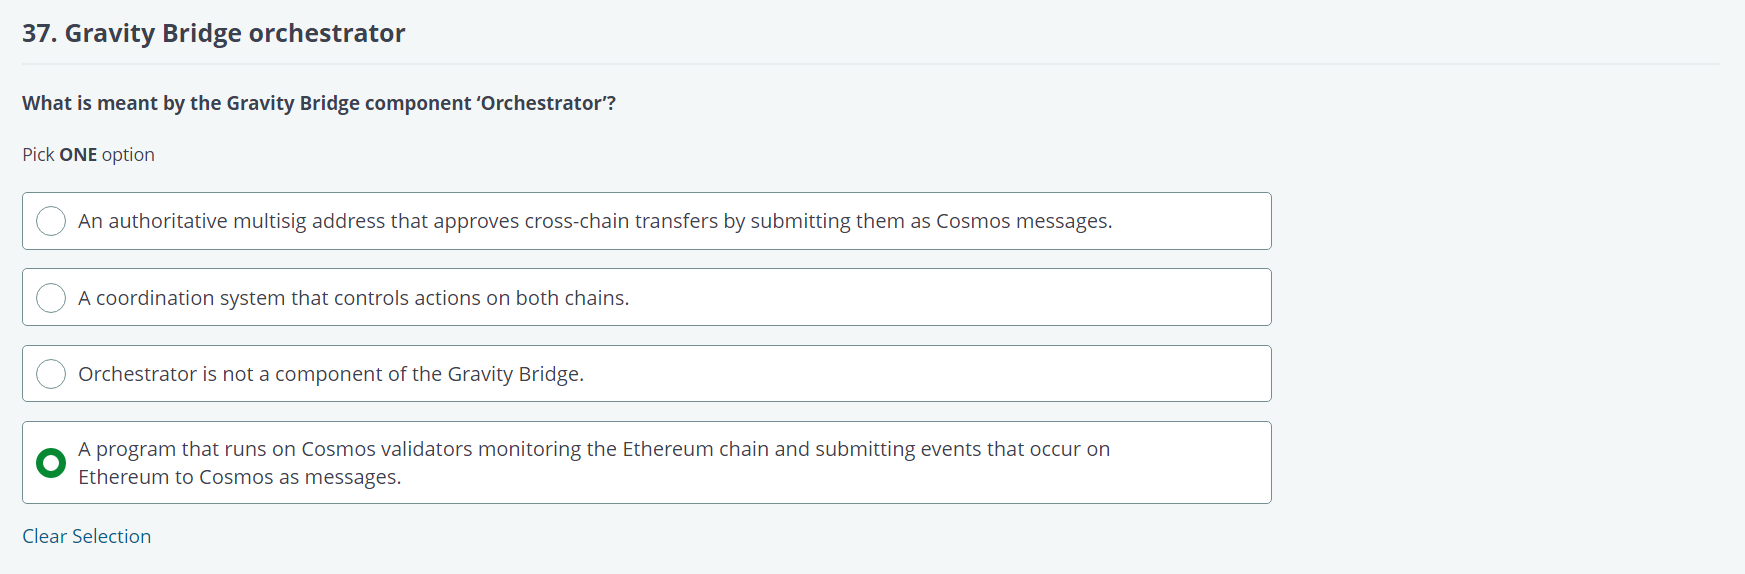 37. Gravity Bridge orchestrator
What is meant by the Gravity Bridge component ‘Orchestrator’?
Pick ONE option
An authoritative multisig address that approves cross-chain transfers by submitting them as Cosmos messages.
A coordination system that controls actions on both chains.
Orchestrator is not a component of the Gravity Bridge.
A program that runs on Cosmos validators monitoring the Ethereum chain and submitting events that occur on
Ethereum to Cosmos as messages.
Clear Selection